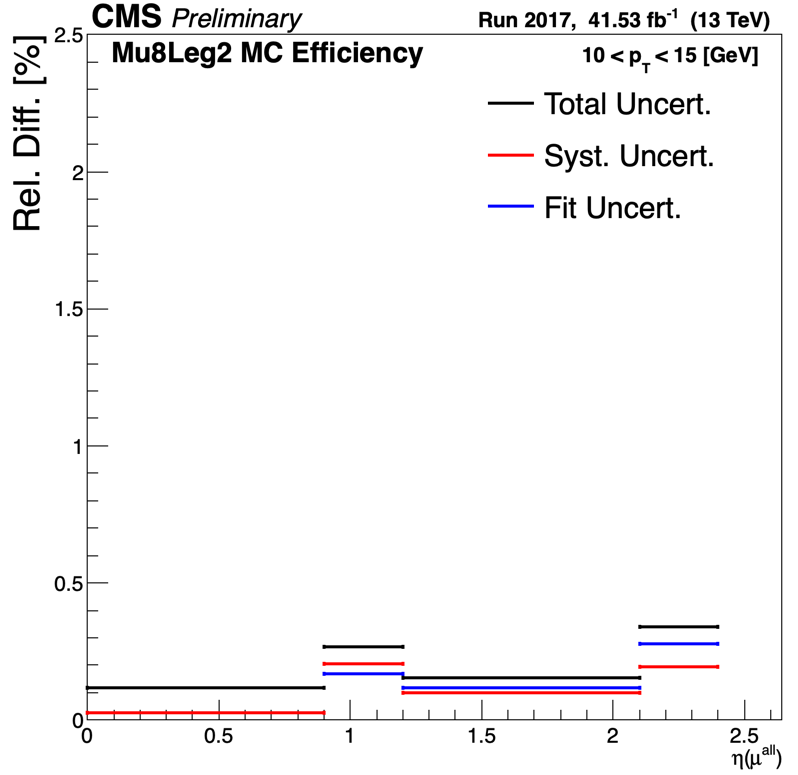 CMS Preliminary Run 2017, 41.53 fb⁻¹ (13 TeV)
Mu8Leg2 MC Efficiency 10 < p_T < 15 [GeV]
Total Uncert.
Syst. Uncert.
Fit Uncert.
Rel. Diff. [%]
2.5
2
1.5
1
0.5
0
0 0.5 1 1.5 2 2.5
η(μ^all)